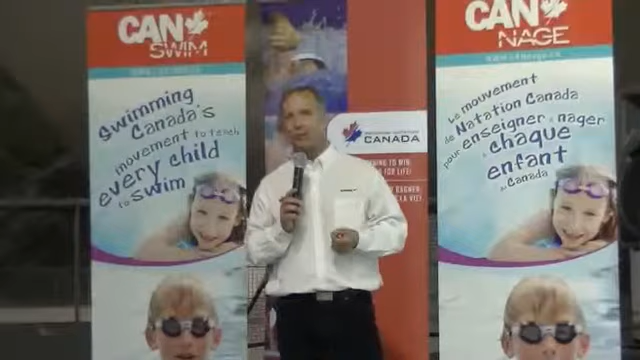 CAN
SWIM
Swimming
Canada's
movement to teach
every child
to swim
CANADA
CAN
NAGE
Le mouvement
de Natation Canada
pour enseigner à nager
à chaque
enfant
au Canada